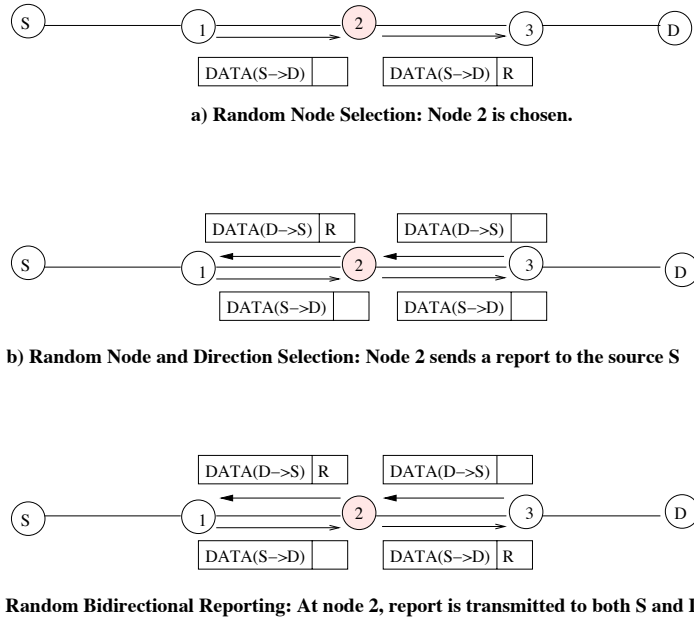 S 1 2 3 D
DATA(S−>D) DATA(S−>D) R
a) Random Node Selection: Node 2 is chosen.
DATA(D−>S) R DATA(D−>S)
S 1 2 3 D
DATA(S−>D) DATA(S−>D)
b) Random Node and Direction Selection: Node 2 sends a report to the source S
DATA(D−>S) R DATA(D−>S)
S 1 2 3 D
DATA(S−>D) DATA(S−>D) R
Random Bidirectional Reporting: At node 2, report is transmitted to both S and